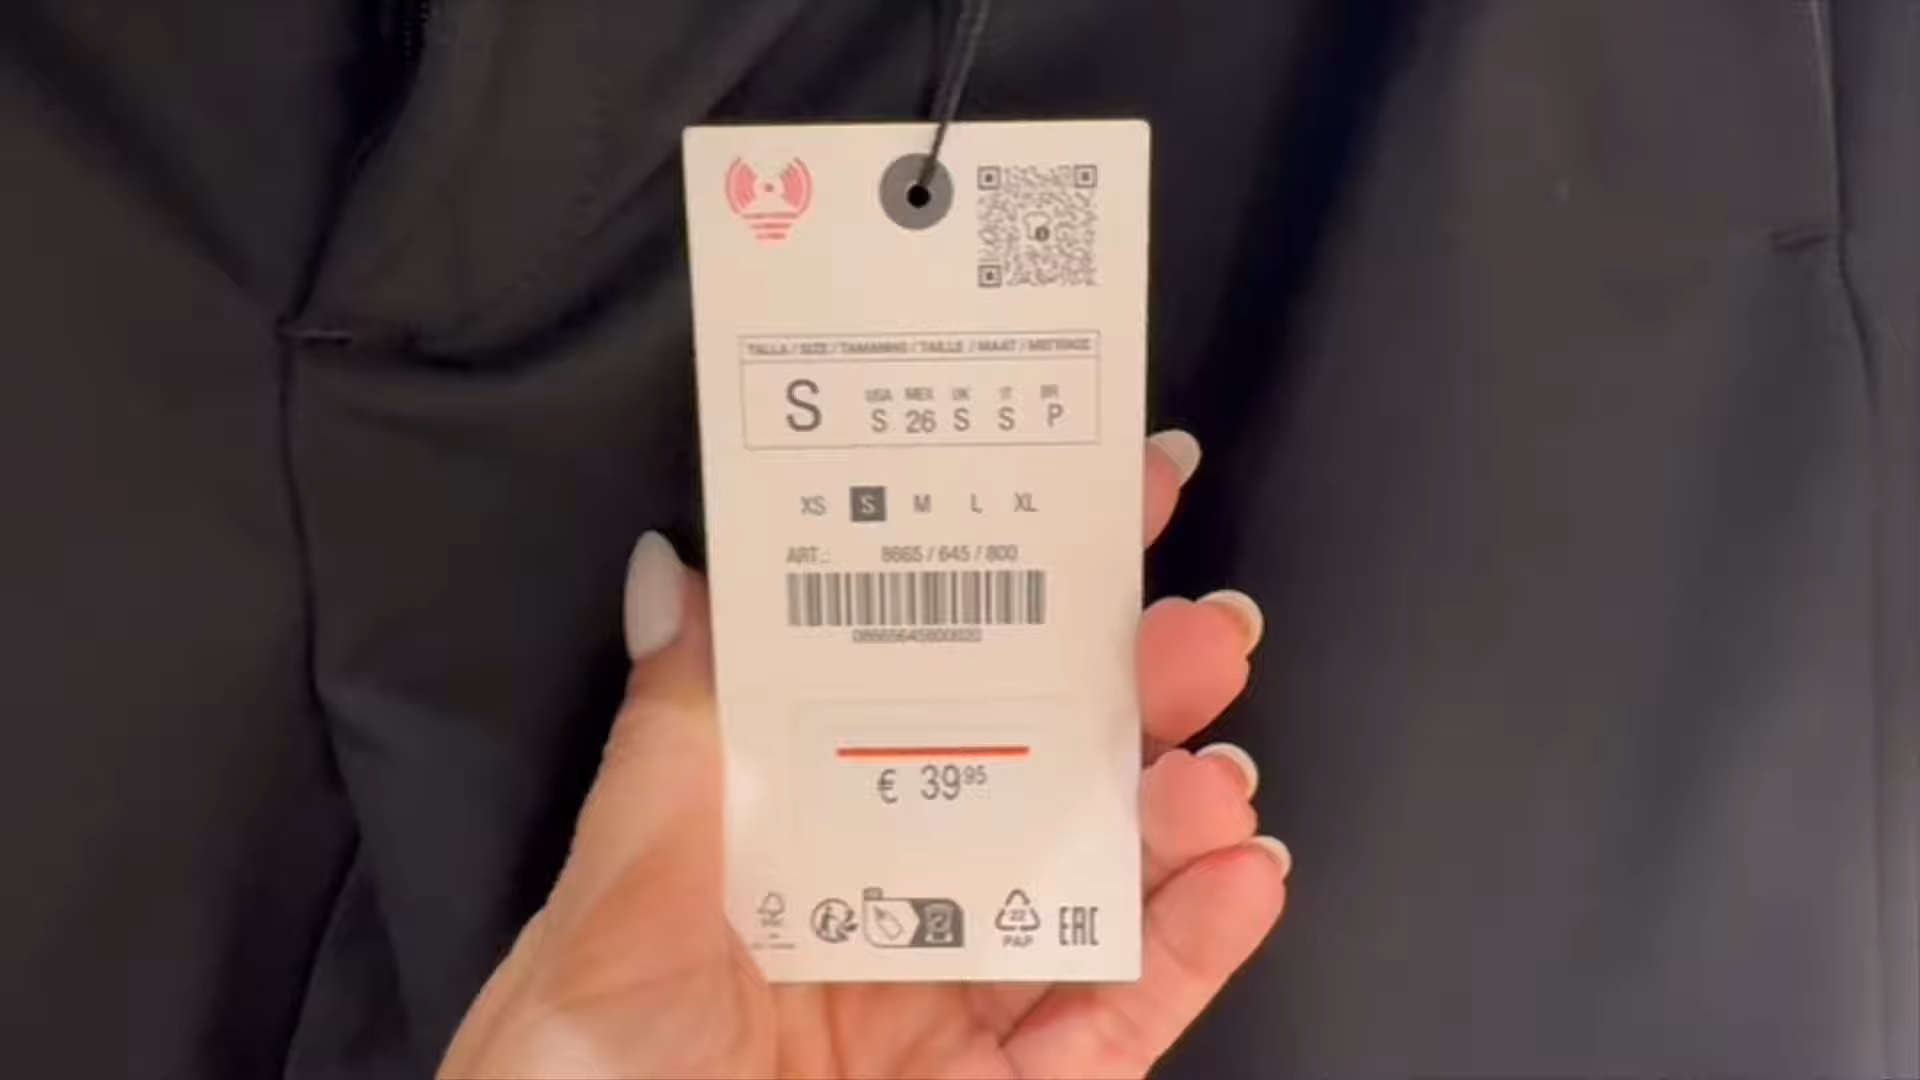 TALLA / SIZE / TAMANHO / TAILLE / MAAT /
S
USA MEX UK IT BR
S 26 S S P
XS S M L XL
ART.: 8665 / 645 / 800
08665645800020
€ 39 95
22
PAP
EAC